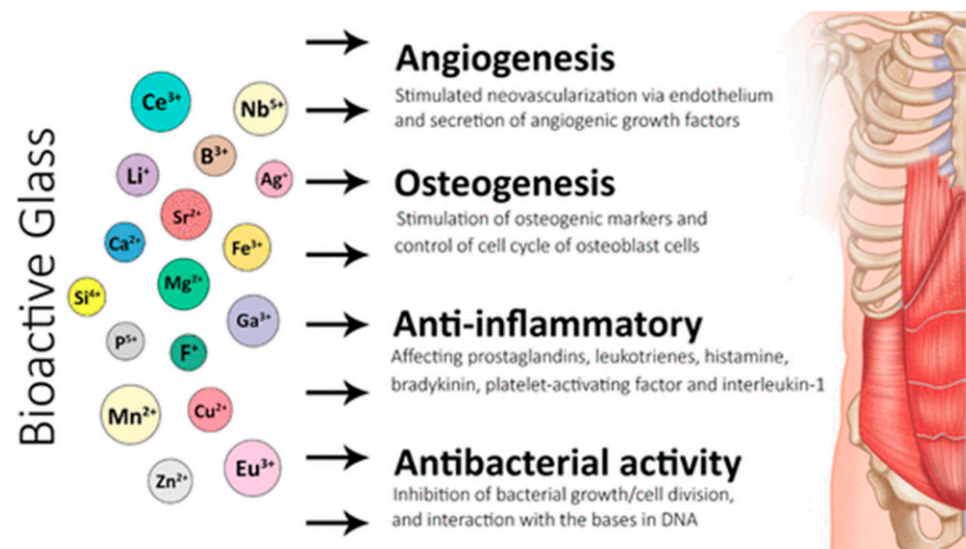 Bioactive Glass
Ce³⁺
Nb⁵⁺
B³⁺
Li⁺
Ag⁺
Sr²⁺
Ca²⁺
Fe³⁺
Mg²⁺
Si⁴⁺
Ga³⁺
P⁵⁺
F⁺
Mn²⁺
Cu²⁺
Eu³⁺
Zn²⁺
Angiogenesis
Stimulated neovascularization via endothelium
and secretion of angiogenic growth factors
Osteogenesis
Stimulation of osteogenic markers and
control of cell cycle of osteoblast cells
Anti-inflammatory
Affecting prostaglandins, leukotrienes, histamine,
bradykinin, platelet-activating factor and interleukin-1
Antibacterial activity
Inhibition of bacterial growth/cell division,
and interaction with the bases in DNA